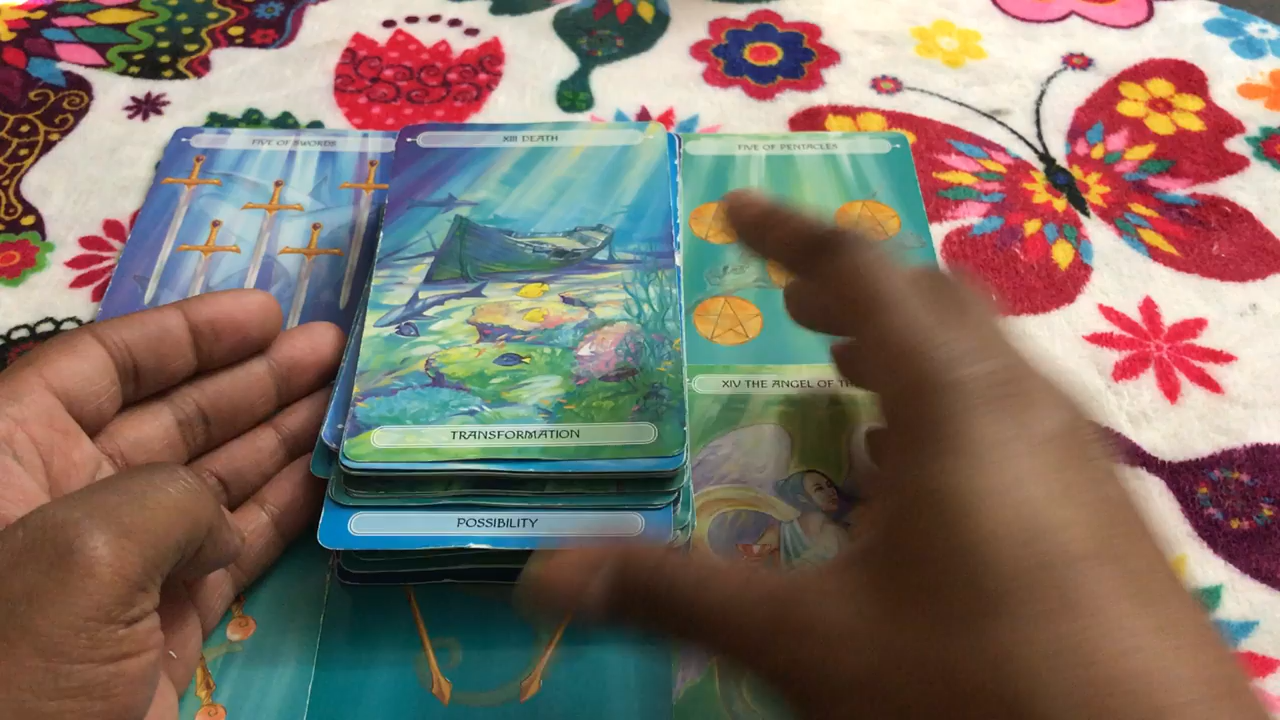 FIVE OF SWORDS
XIII DEATH
FIVE OF PENTACLES
XIV THE ANGEL OF
TRANSFORMATION
POSSIBILITY